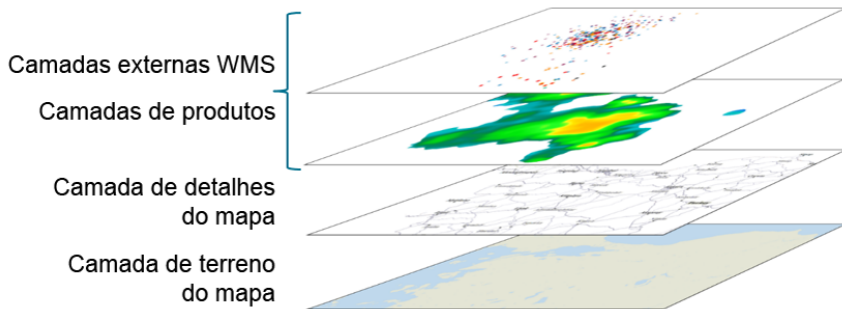 Camadas externas WMS
Camadas de produtos
Camada de detalhes
do mapa
Camada de terreno
do mapa